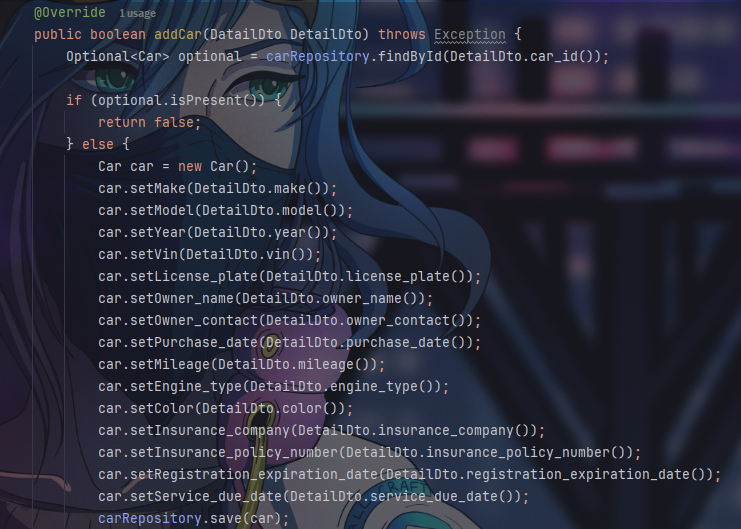 @Override 1 usage
public boolean addCar(DatailDto DetailDto) throws Exception {
Optional<Car> optional = carRepository.findById(DetailDto.car_id());
if (optional.isPresent()) {
return false;
} else {
Car car = new Car();
car.setMake(DetailDto.make());
car.setModel(DetailDto.model());
car.setYear(DetailDto.year());
car.setVin(DetailDto.vin());
car.setLicense_plate(DetailDto.license_plate());
car.setOwner_name(DetailDto.owner_name());
car.setOwner_contact(DetailDto.owner_contact());
car.setPurchase_date(DetailDto.purchase_date());
car.setMileage(DetailDto.mileage());
car.setEngine_type(DetailDto.engine_type());
car.setColor(DetailDto.color());
car.setInsurance_company(DetailDto.insurance_company());
car.setInsurance_policy_number(DetailDto.insurance_policy_number());
car.setRegistration_expiration_date(DetailDto.registration_expiration_date());
car.setService_due_date(DetailDto.service_due_date());
carRepository.save(car);